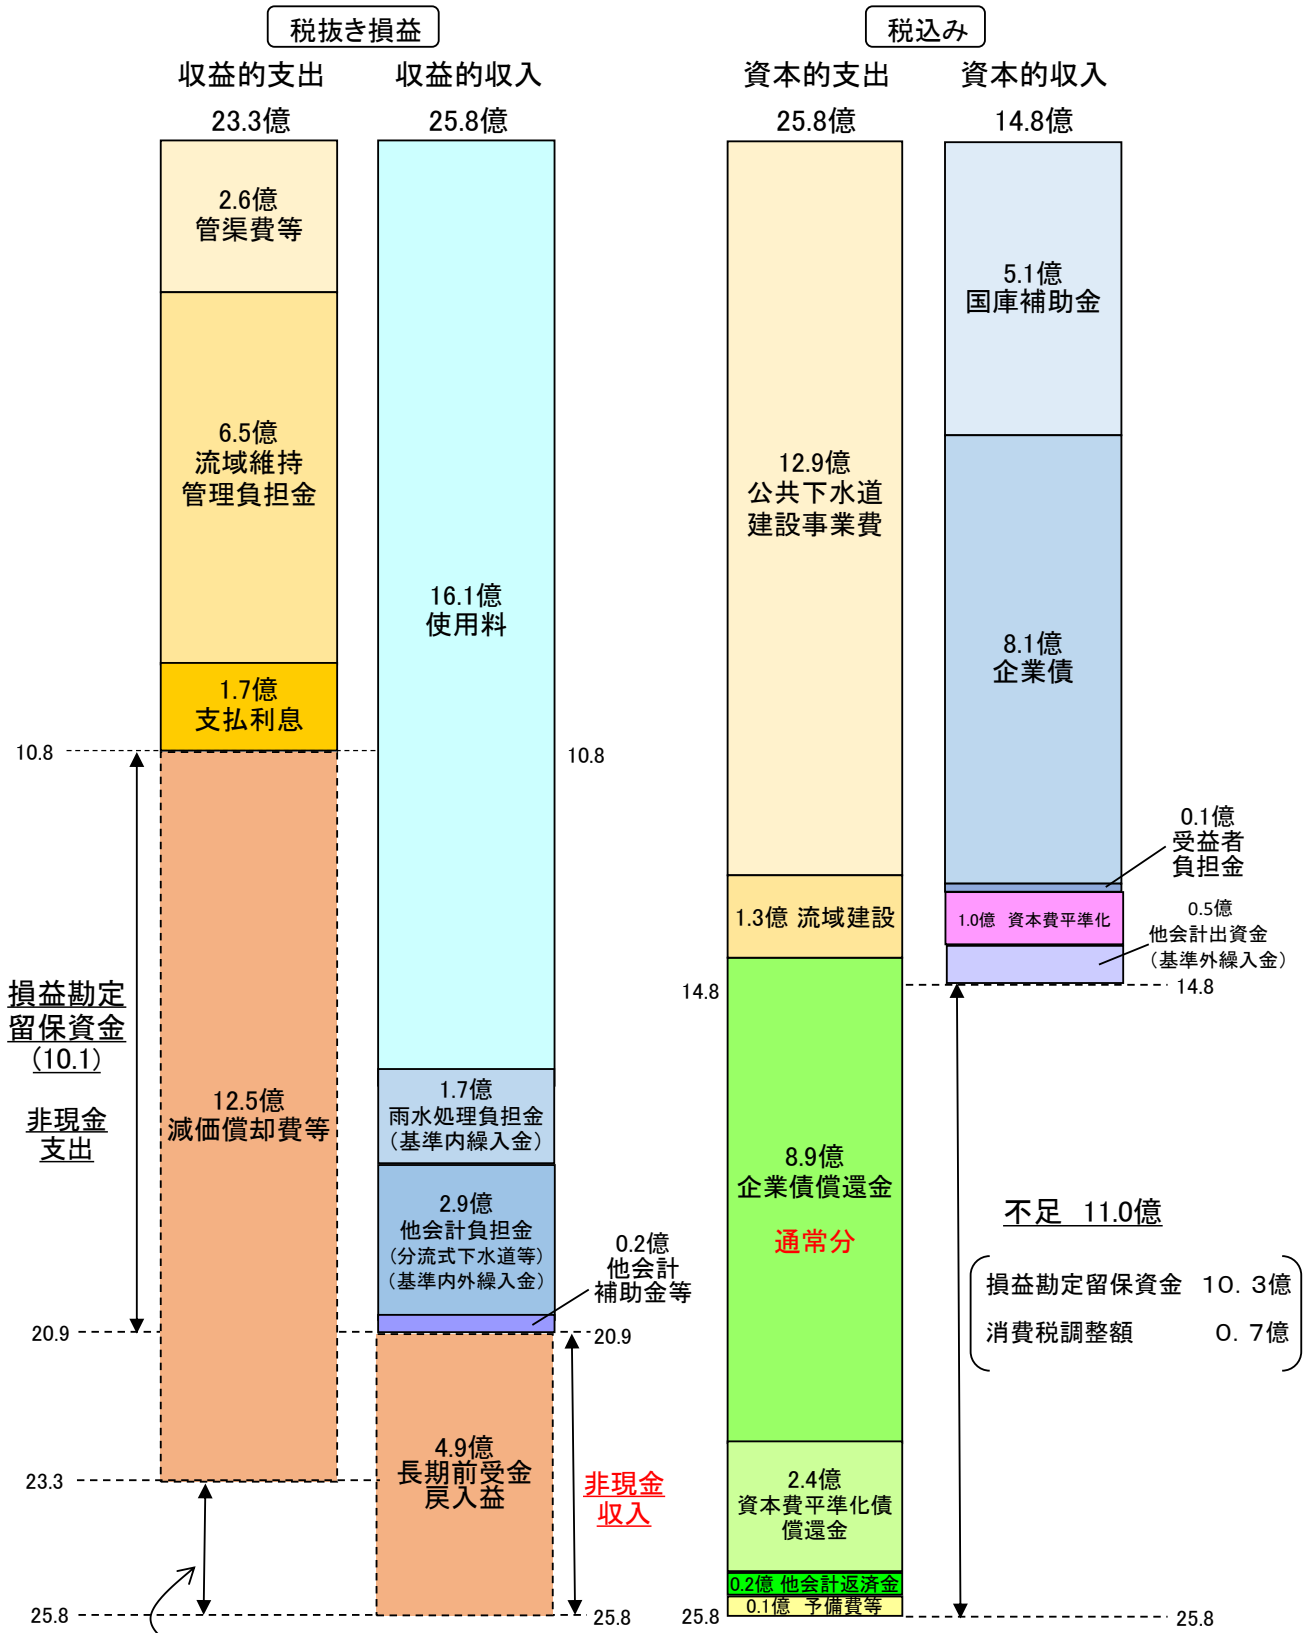 税抜き損益
税込み
収益的支出
収益的収入
資本的支出
資本的収入
23.3億
25.8億
25.8億
14.8億
2.6億
管渠費等
6.5億
流域維持
管理負担金
1.7億
支払利息
10.8
10.8
12.5億
減価償却費等
損益勘定
留保資金
(10.1)
非現金
支出
20.9
23.3
25.8
16.1億
使用料
1.7億
雨水処理負担金
(基準内繰入金)
2.9億
他会計負担金
(分流式下水道等)
(基準内外繰入金)
0.2億
他会計
補助金等
20.9
4.9億
長期前受金
戻入益
非現金
収入
25.8
12.9億
公共下水道
建設事業費
1.3億 流域建設
14.8
8.9億
企業債償還金
通常分
2.4億
資本費平準化債
償還金
0.2億 他会計返済金
0.1億 予備費等
25.8
5.1億
国庫補助金
8.1億
企業債
0.1億
受益者
負担金
1.0億 資本費平準化
0.5億
他会計出資金
(基準外繰入金)
14.8
不足 11.0億
損益勘定留保資金 10.3億
消費税調整額 0.7億
25.8